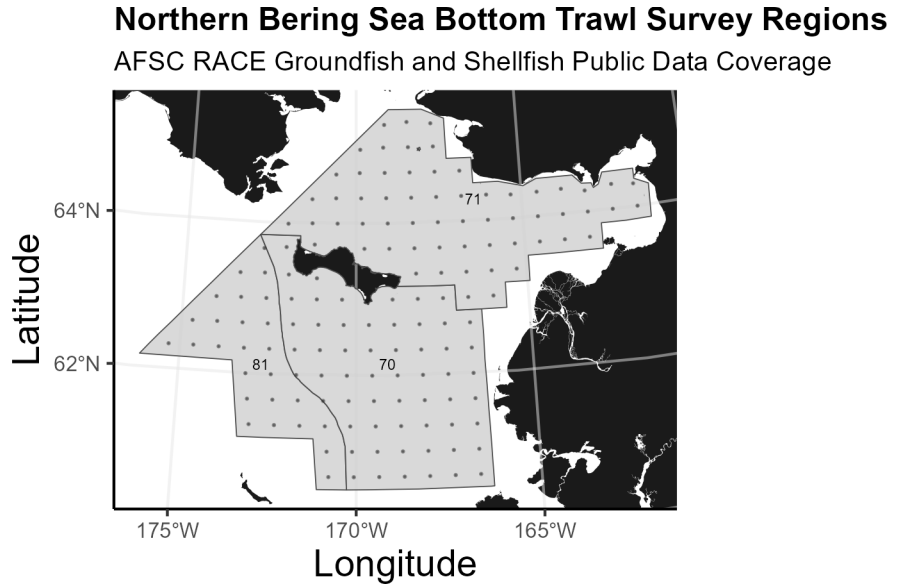 Northern Bering Sea Bottom Trawl Survey Regions
AFSC RACE Groundfish and Shellfish Public Data Coverage
71
64°N
Latitude
62°N
81
70
175°W
170°W
165°W
Longitude